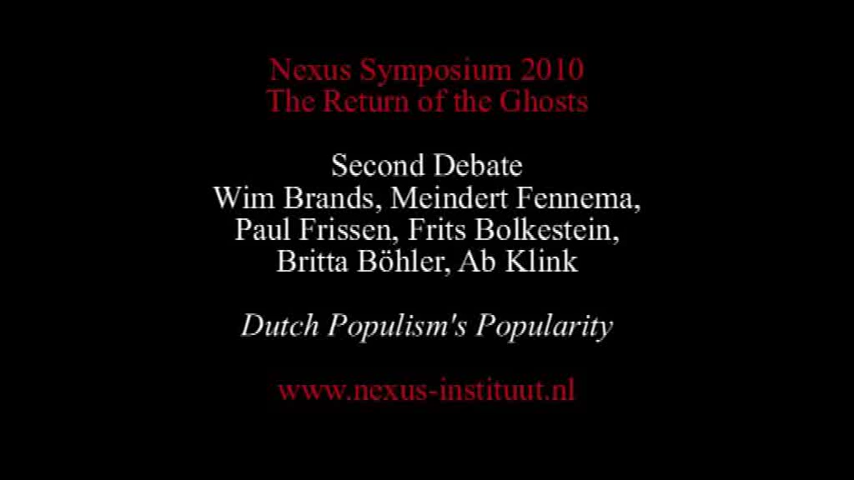 Nexus Symposium 2010
The Return of the Ghosts
Second Debate
Wim Brands, Meindert Fennema,
Paul Frissen, Frits Bolkestein,
Britta Böhler, Ab Klink
Dutch Populism's Popularity
www.nexus-instituut.nl